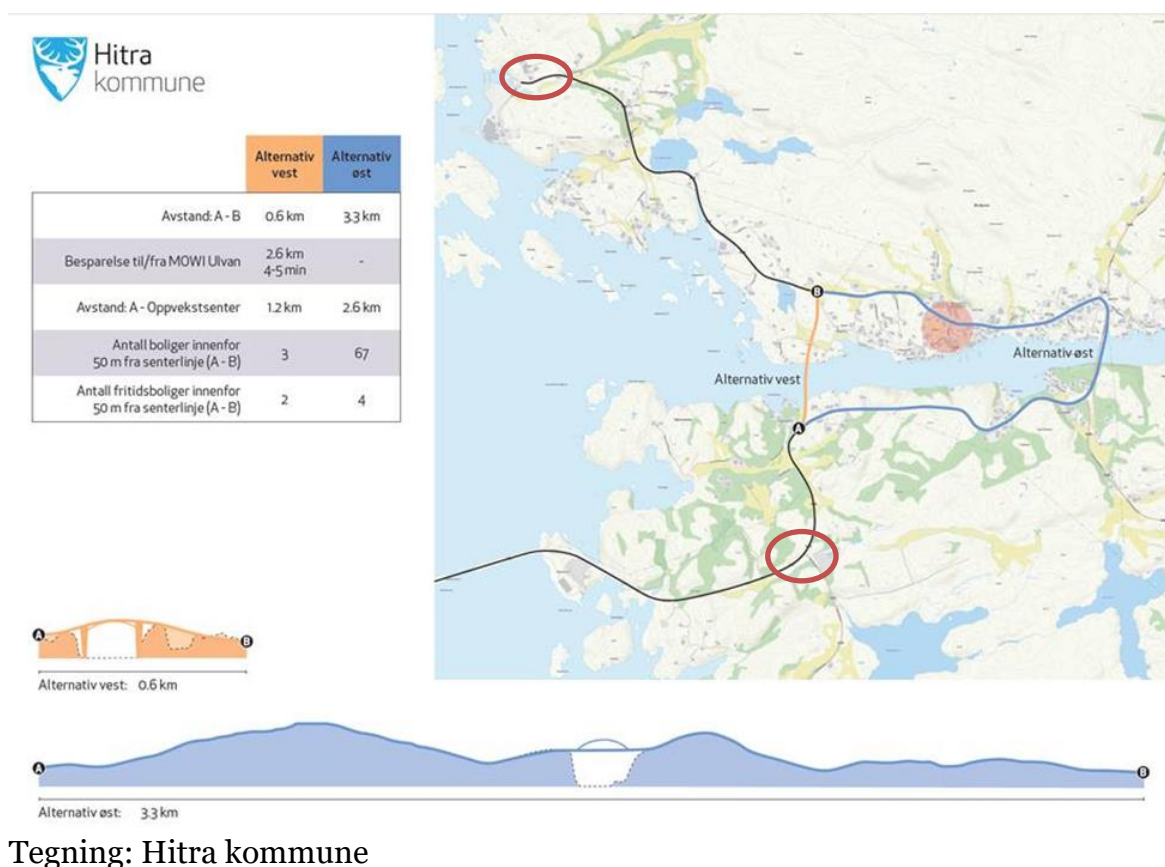 Hitra
kommune
Alternativ
vest
Alternativ
øst
Avstand: A - B
0.6 km
3.3 km
Besparelse til/fra MOWI Ulvan
2.6 km
4-5 min
-
Avstand: A - Oppvekstsenter
1.2 km
2.6 km
Antall boliger innenfor
50 m fra senterlinje (A - B)
3
67
Antall fritidsboliger innenfor
50 m fra senterlinje (A - B)
2
4
B
Alternativ øst
Alternativ vest
A
A
B
Alternativ vest: 0.6 km
A
B
Alternativ øst: 3.3 km
Tegning: Hitra kommune